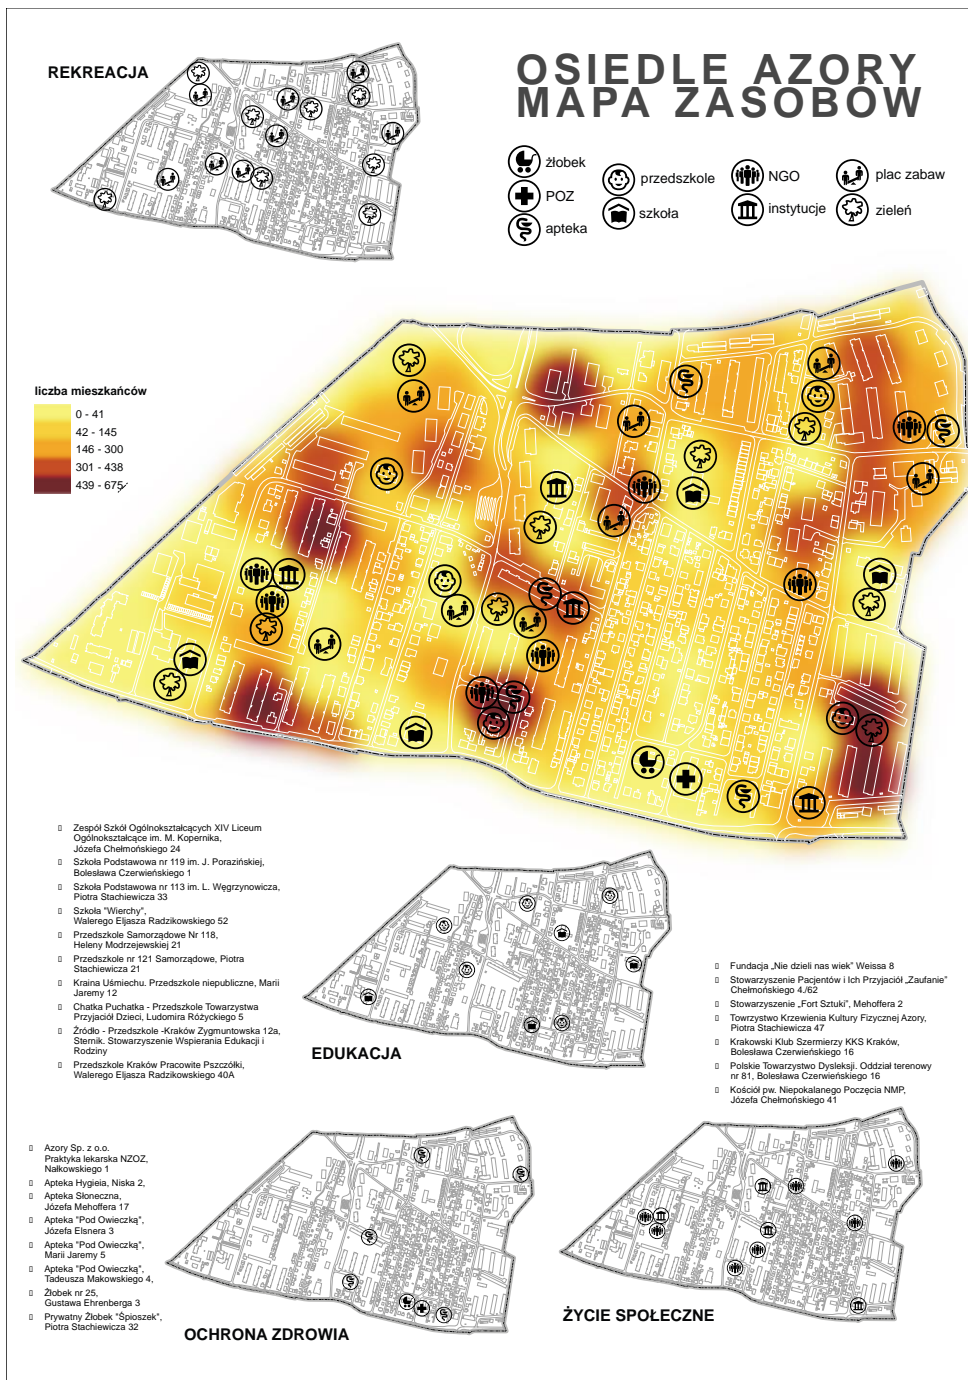 REKREACJA
OSIEDLE AZORY
MAPA ZASOBÓW
żłobek
POZ
apteka
przedszkole
szkoła
NGO
instytucje
plac zabaw
zieleń
liczba mieszkańców
0 - 41
42 - 145
146 - 300
301 - 438
439 - 675
Zespół Szkół Ogólnokształcących XIV Liceum
Ogólnokształcące im. M. Kopernika,
Józefa Chełmońskiego 24
Szkoła Podstawowa nr 119 im. J. Porazińskiej,
Bolesława Czerwieńskiego 1
Szkoła Podstawowa nr 113 im. L. Węgrzynowicza,
Piotra Stachiewicza 33
Szkoła "Wierchy",
Walerego Eljasza Radzikowskiego 52
Przedszkole Samorządowe Nr 118,
Heleny Modrzejewskiej 21
Przedszkole nr 121 Samorządowe, Piotra
Stachiewicza 21
Kraina Uśmiechu. Przedszkole niepubliczne, Marii
Jaremy 12
Chatka Puchatka - Przedszkole Towarzystwa
Przyjaciół Dzieci, Ludomira Różyckiego 5
Źródło - Przedszkole -Kraków Zygmuntowska 12a,
Sternik. Stowarzyszenie Wspierania Edukacji i
Rodziny
Przedszkole Kraków Pracowite Pszczółki,
Walerego Eljasza Radzikowskiego 40A
EDUKACJA
Fundacja „Nie dzieli nas wiek” Weissa 8
Stowarzyszenie Pacjentów i Ich Przyjaciół „Zaufanie”
Chełmońskiego 4./62
Stowarzyszenie „Fort Sztuki”, Mehoffera 2
Towrzystwo Krzewienia Kultury Fizycznej Azory,
Piotra Stachiewicza 47
Krakowski Klub Szermierzy KKS Kraków,
Bolesława Czerwieńskiego 16
Polskie Towarzystwo Dysleksji. Oddział terenowy
nr 81, Bolesława Czerwieńskiego 16
Kościół pw. Niepokalanego Poczęcia NMP,
Józefa Chełmońskiego 41
Azory Sp. z o.o.
Praktyka lekarska NZOZ,
Nałkowskiego 1
Apteka Hygieia, Niska 2,
Apteka Słoneczna,
Józefa Mehoffera 17
Apteka "Pod Owieczką",
Józefa Elsnera 3
Apteka "Pod Owieczką",
Marii Jaremy 5
Apteka "Pod Owieczką",
Tadeusza Makowskiego 4,
Żłobek nr 25,
Gustawa Ehrenberga 3
Prywatny Żłobek "Śpioszek",
Piotra Stachiewicza 32
OCHRONA ZDROWIA
ŻYCIE SPOŁECZNE